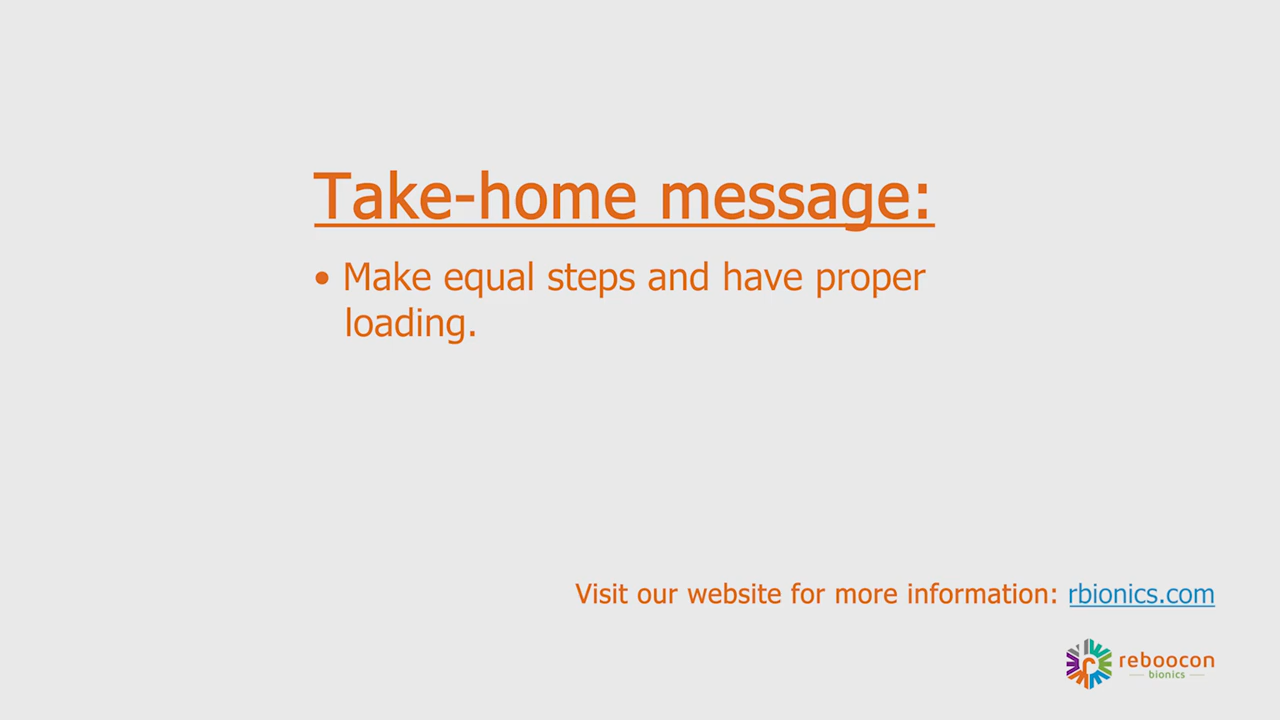 Take-home message:
• Make equal steps and have proper
loading.
Visit our website for more information: rbionics.com
reboocon
bionics